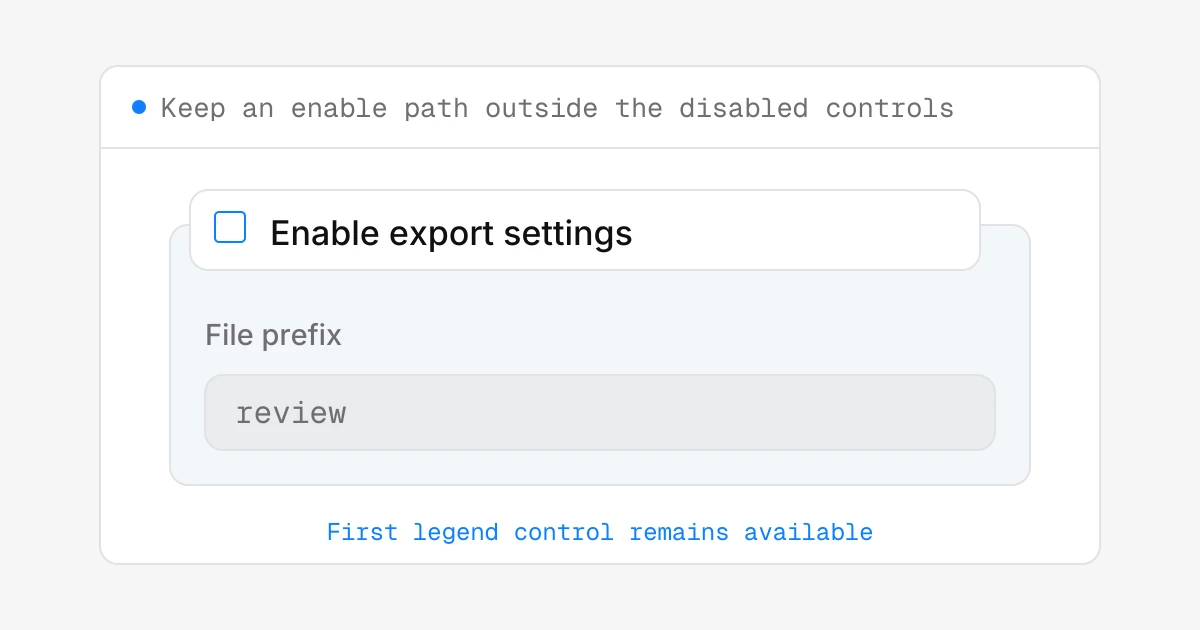 Keep an enable path outside the disabled controls
Enable export settings
File prefix
review
First legend control remains available